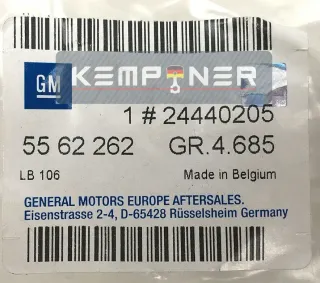 GM KEMPTNER
1 # 24440205
55 62 262 GR.4.685
LB 106 Made in Belgium
GENERAL MOTORS EUROPE AFTERSALES.
Eisenstrasse 2-4, D-65428 Rüsselsheim Germany